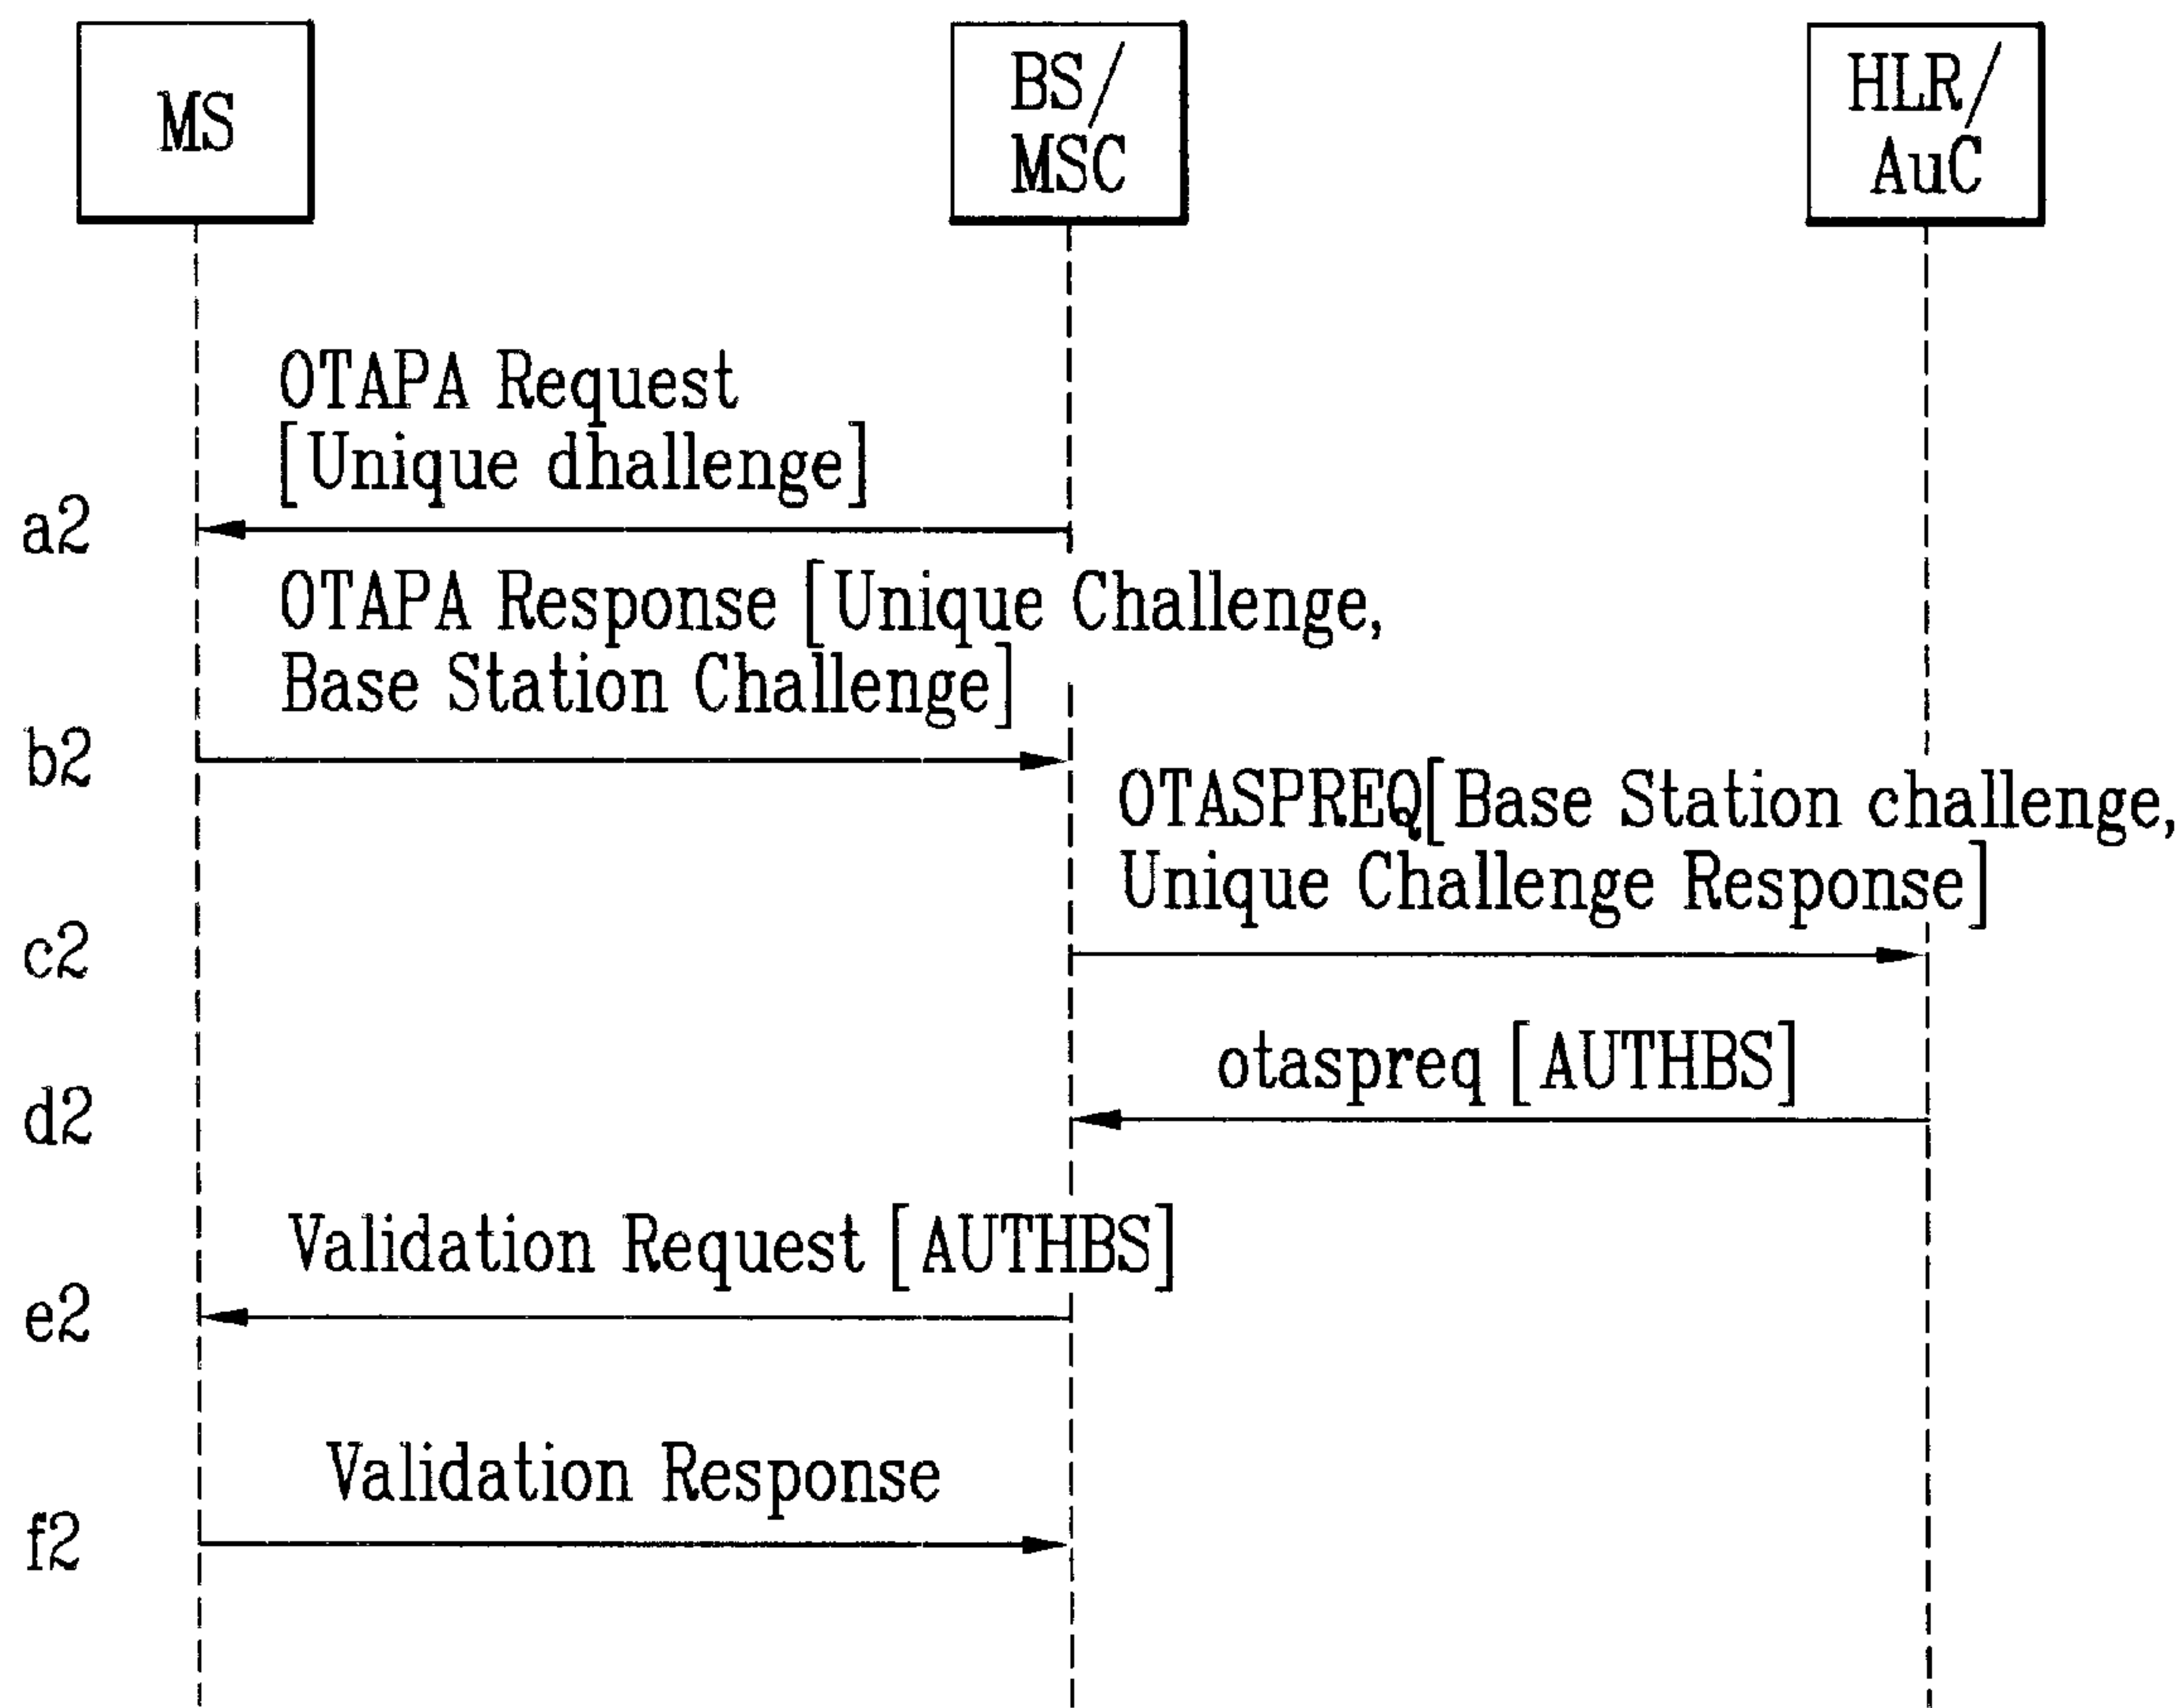 MS
BS/
MSC
HLR/
AuC
OTAPA Request
[Unique dhallenge]
a2
OTAPA Response [Unique Challenge,
Base Station Challenge]
b2
OTASPREQ[Base Station challenge,
Unique Challenge Response]
c2
otaspreq [AUTHBS]
d2
Validation Request [AUTHBS]
e2
Validation Response
f2